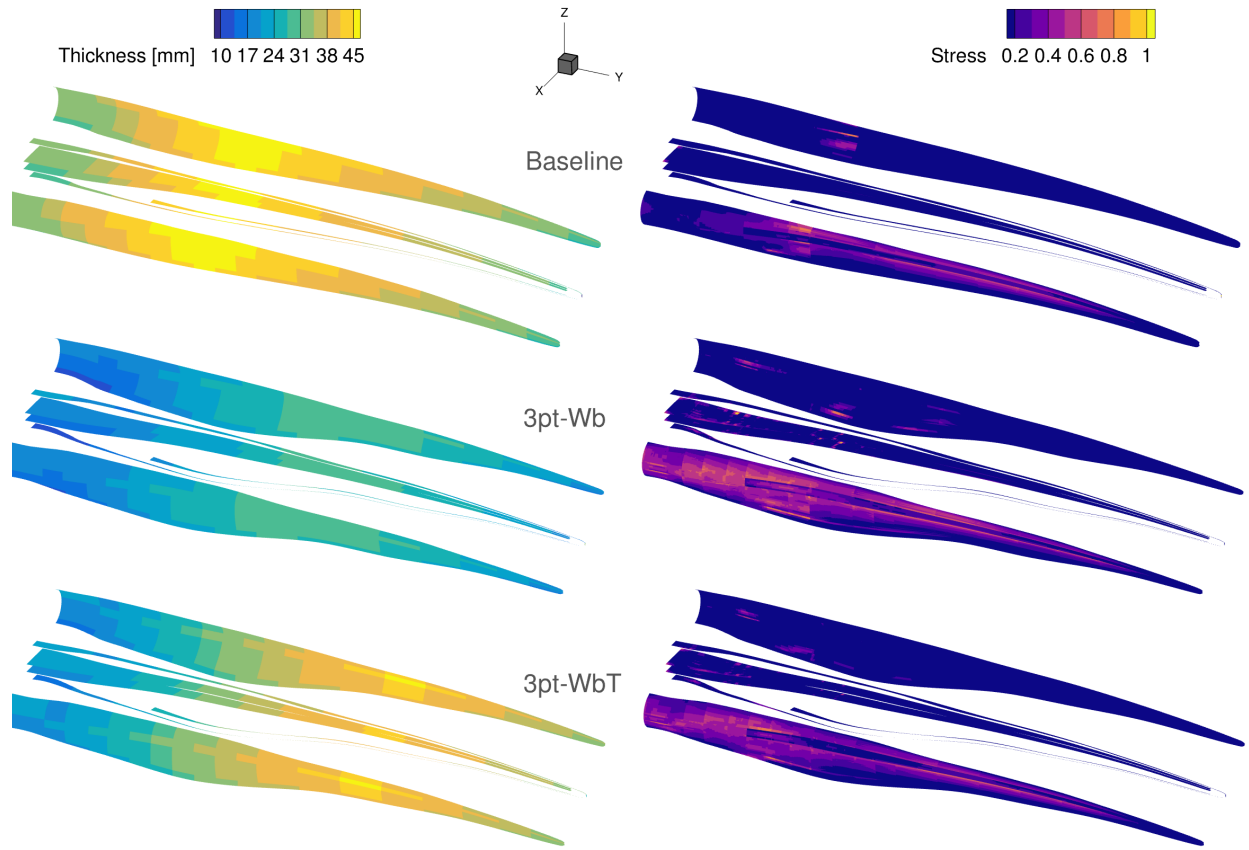 Thickness [mm] 10 17 24 31 38 45
Z
Y
X
Stress 0.2 0.4 0.6 0.8 1
Baseline
3pt-Wb
3pt-WbT